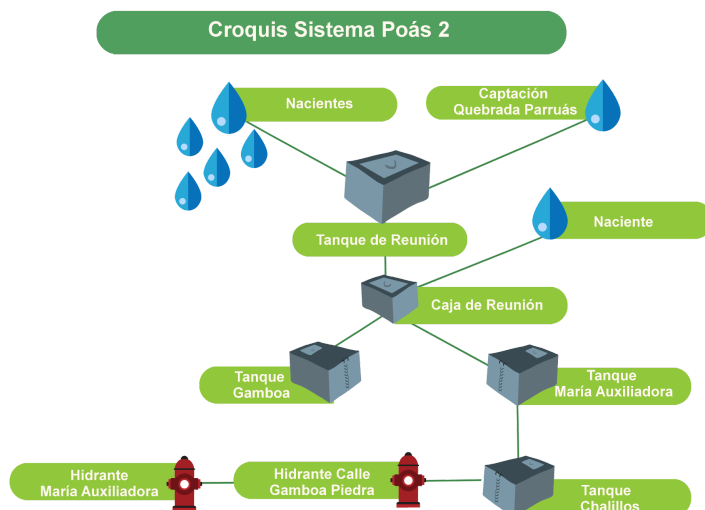 Croquis Sistema Poás 2
Nacientes
Captación
Quebrada Parruás
Tanque de Reunión
Naciente
Caja de Reunión
Tanque
Gamboa
Tanque
María Auxiliadora
Hidrante
María Auxiliadora
Hidrante Calle
Gamboa Piedra
Tanque
Chalillos